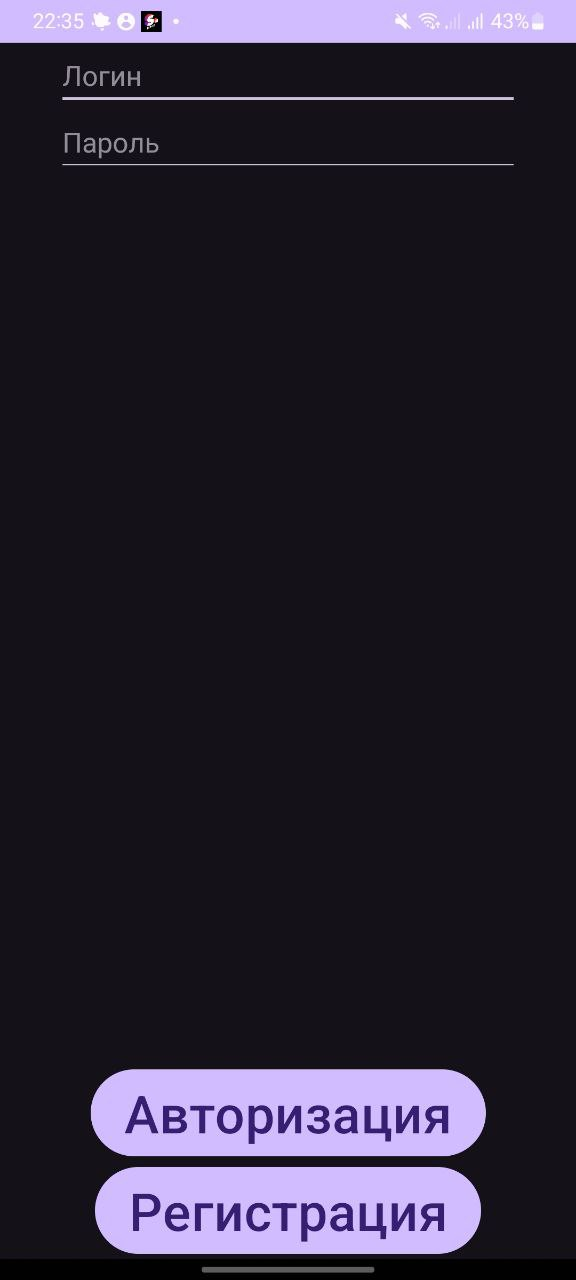 22:35 43%
Логин
Пароль
Авторизация
Регистрация